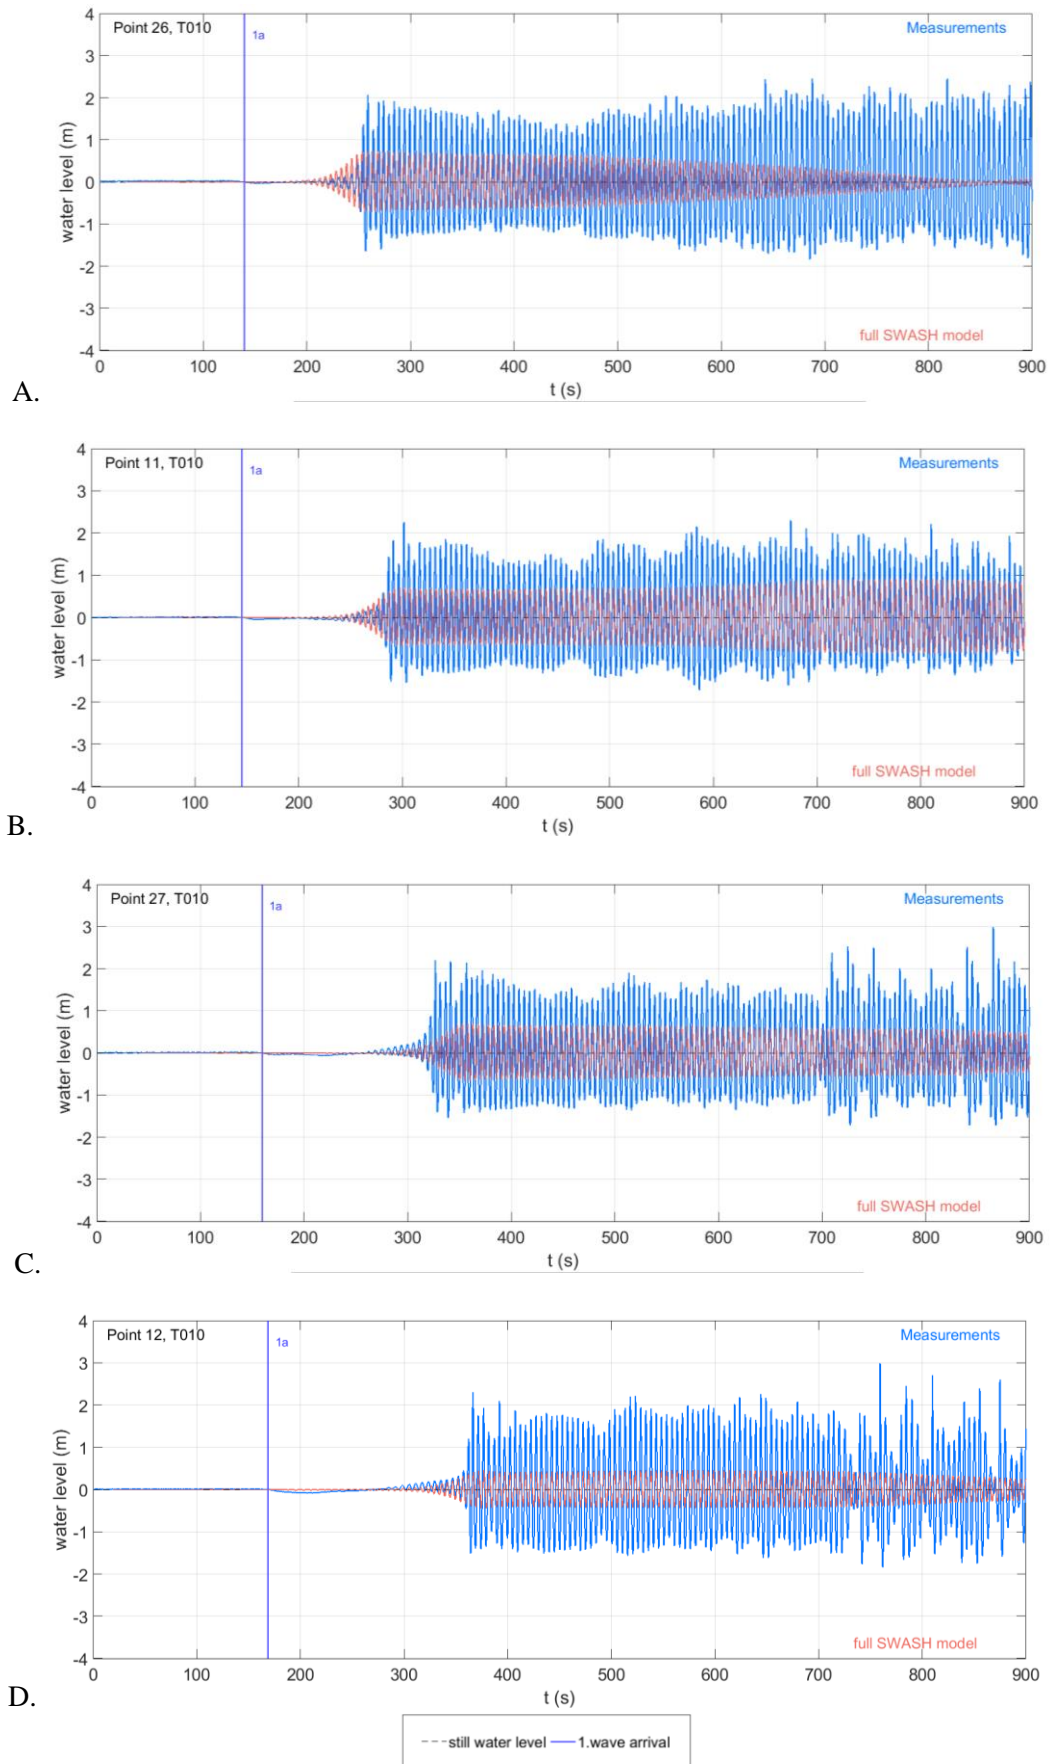 Point 26, T010
1a
Measurements
4
3
2
1
0
-1
-2
-3
-4
water level (m)
full SWASH model
0 100 200 300 400 500 600 700 800 900
t (s)
A.
Point 11, T010
1a
Measurements
4
3
2
1
0
-1
-2
-3
-4
water level (m)
full SWASH model
0 100 200 300 400 500 600 700 800 900
t (s)
B.
Point 27, T010
1a
Measurements
4
3
2
1
0
-1
-2
-3
-4
water level (m)
full SWASH model
0 100 200 300 400 500 600 700 800 900
t (s)
C.
Point 12, T010
1a
Measurements
4
3
2
1
0
-1
-2
-3
-4
water level (m)
full SWASH model
0 100 200 300 400 500 600 700 800 900
t (s)
D.
still water level 1.wave arrival